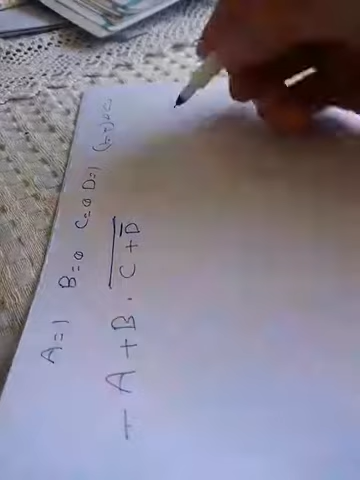 A=1 B=0 C=0 D=1
– A + B · C̅ ̅+̅ ̅D̿